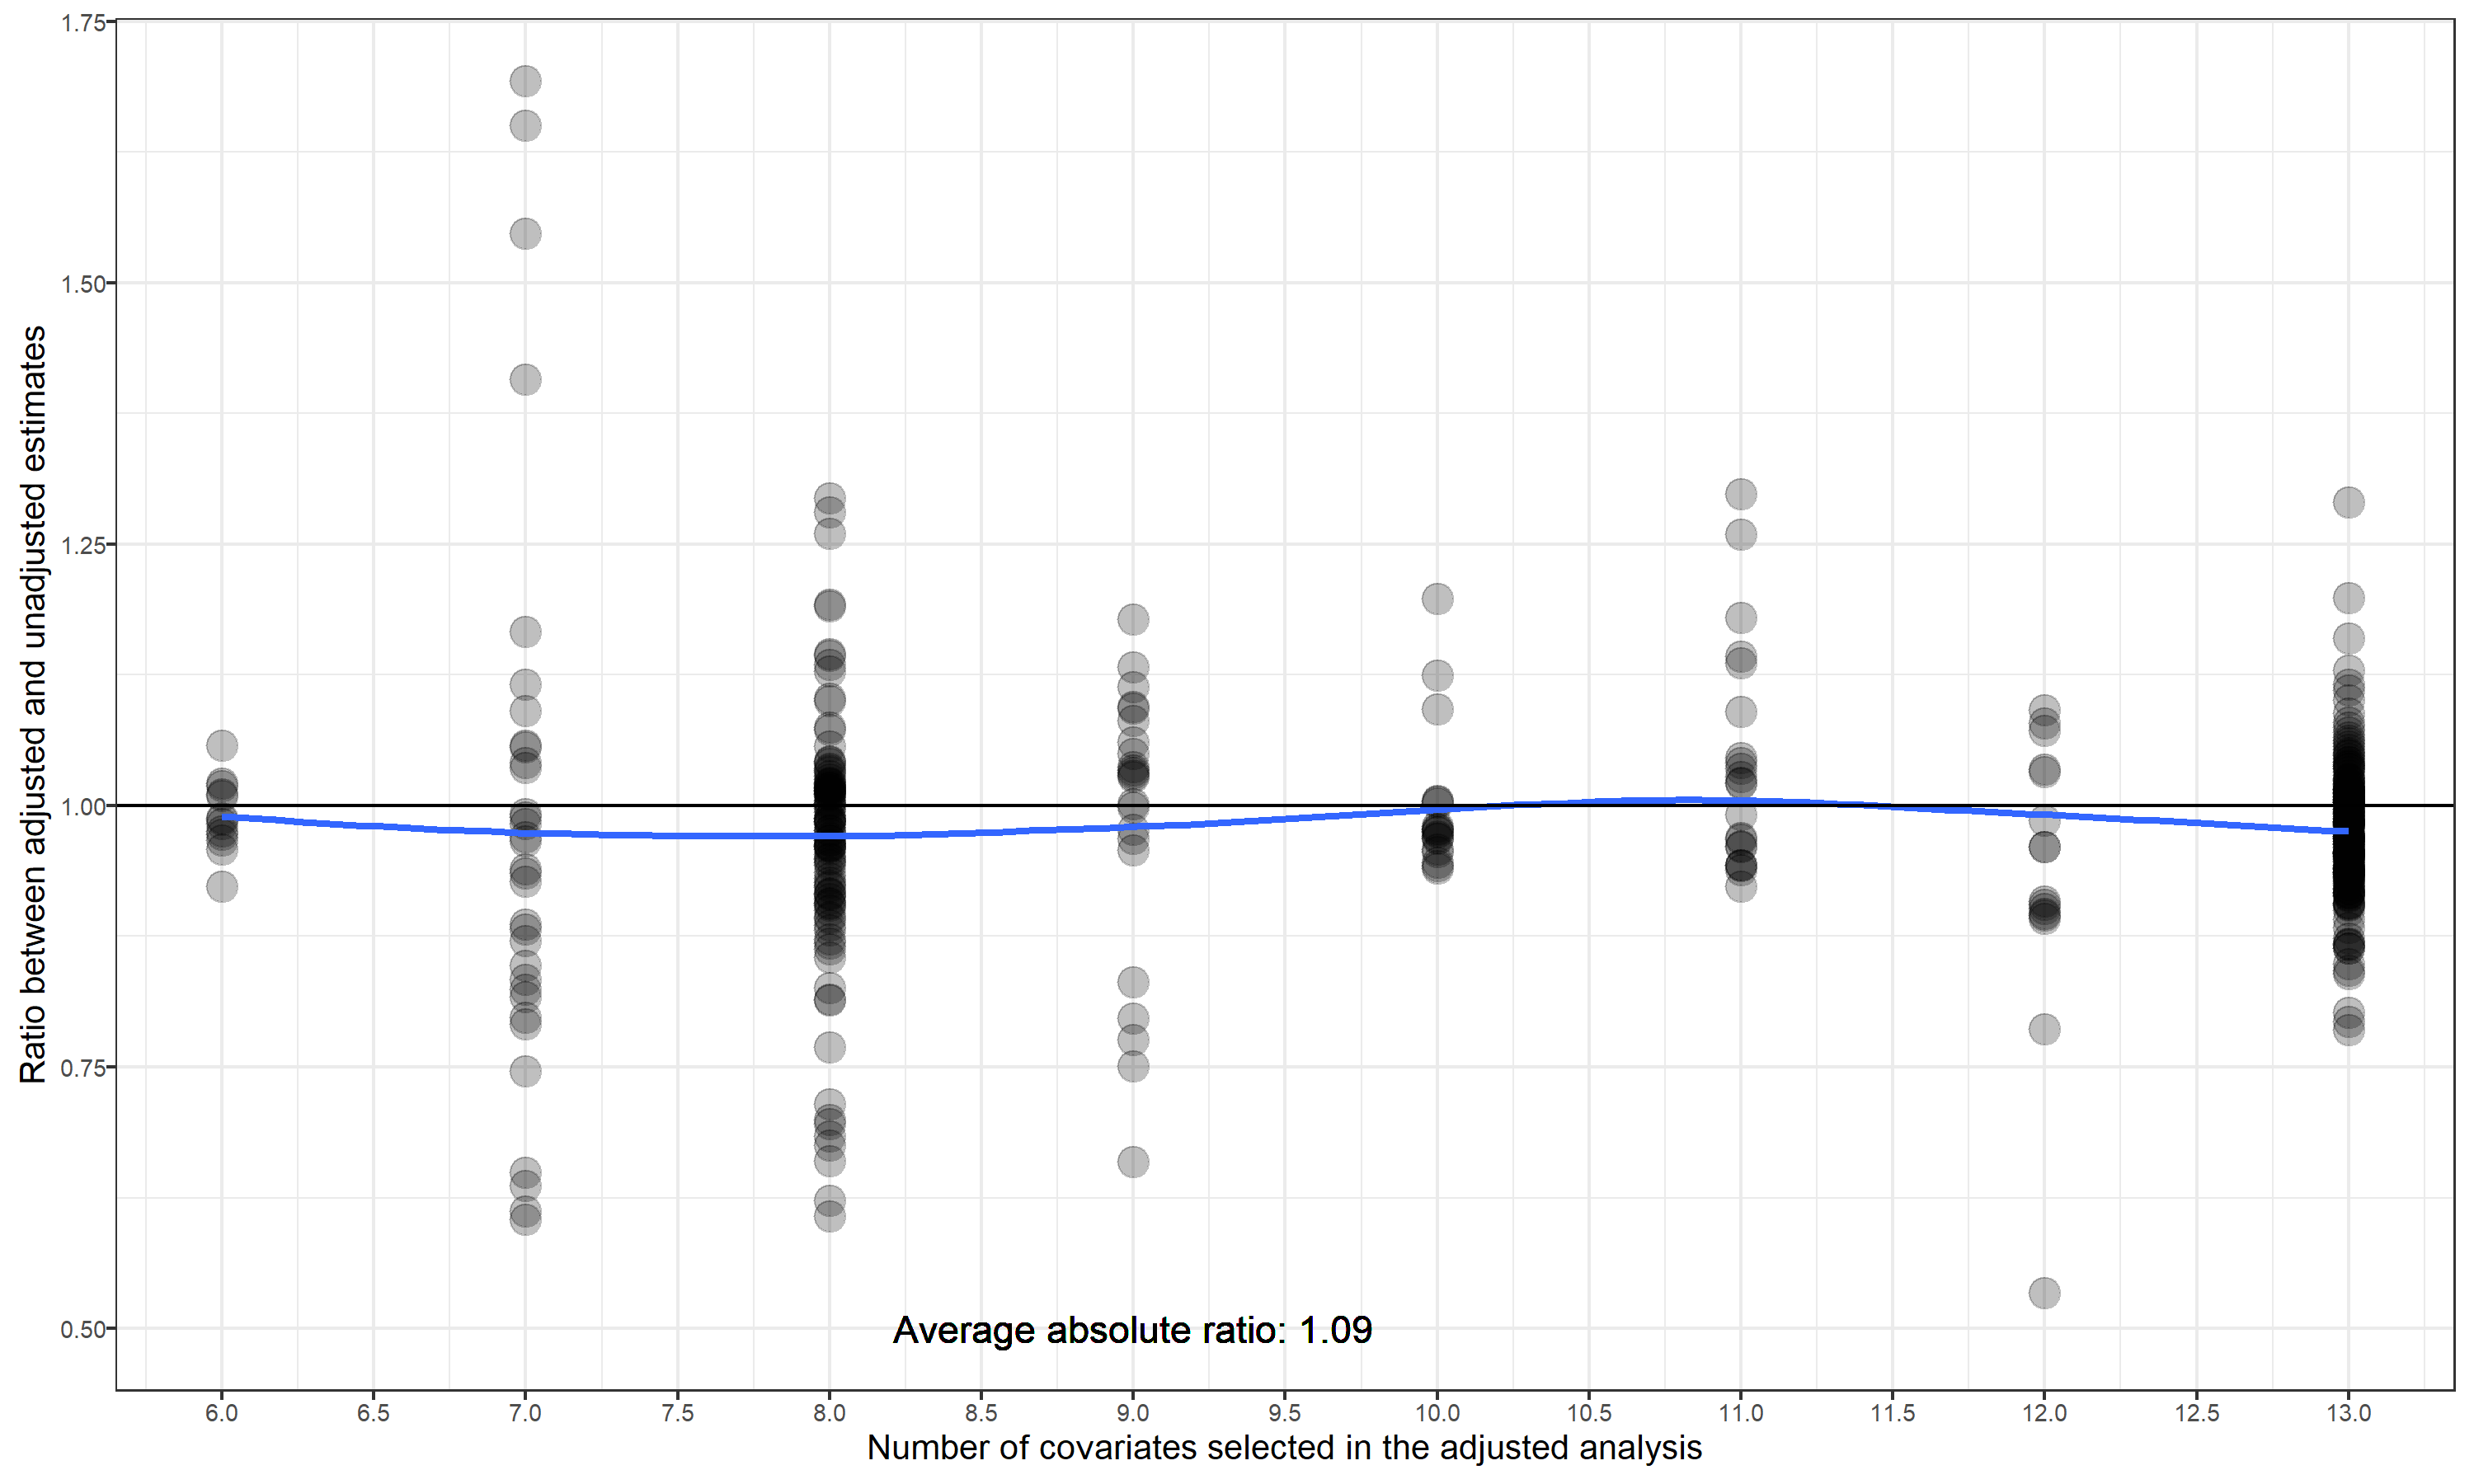 1.75
1.50
1.25
1.00
0.75
0.50
Ratio between adjusted and unadjusted estimates
Average absolute ratio: 1.09
6.0 6.5 7.0 7.5 8.0 8.5 9.0 9.5 10.0 10.5 11.0 11.5 12.0 12.5 13.0
Number of covariates selected in the adjusted analysis